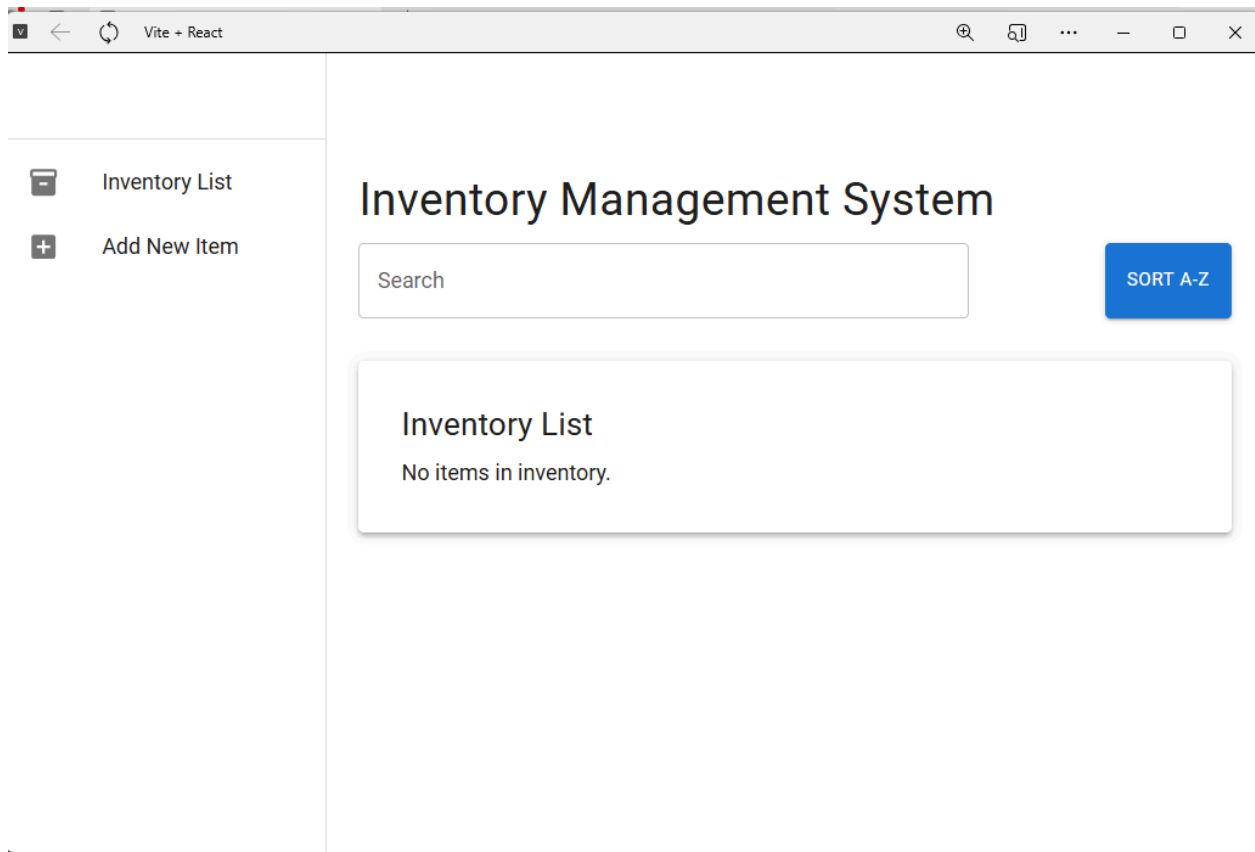 V
Vite + React
Inventory List
Add New Item
Inventory Management System
Search
SORT A-Z
Inventory List
No items in inventory.